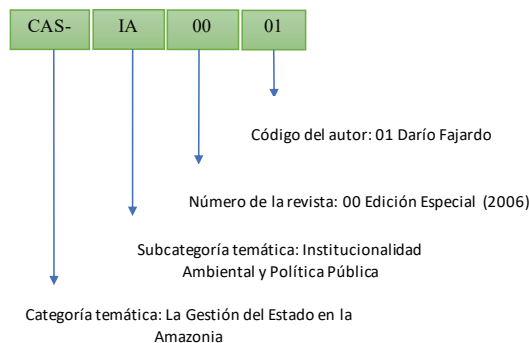 CAS- IA 00 01
Código del autor: 01 Darío Fajardo
Número de la revista: 00 Edición Especial (2006)
Subcategoría temática: Institucionalidad
Ambiental y Política Pública
Categoría temática: La Gestión del Estado en la
Amazonia